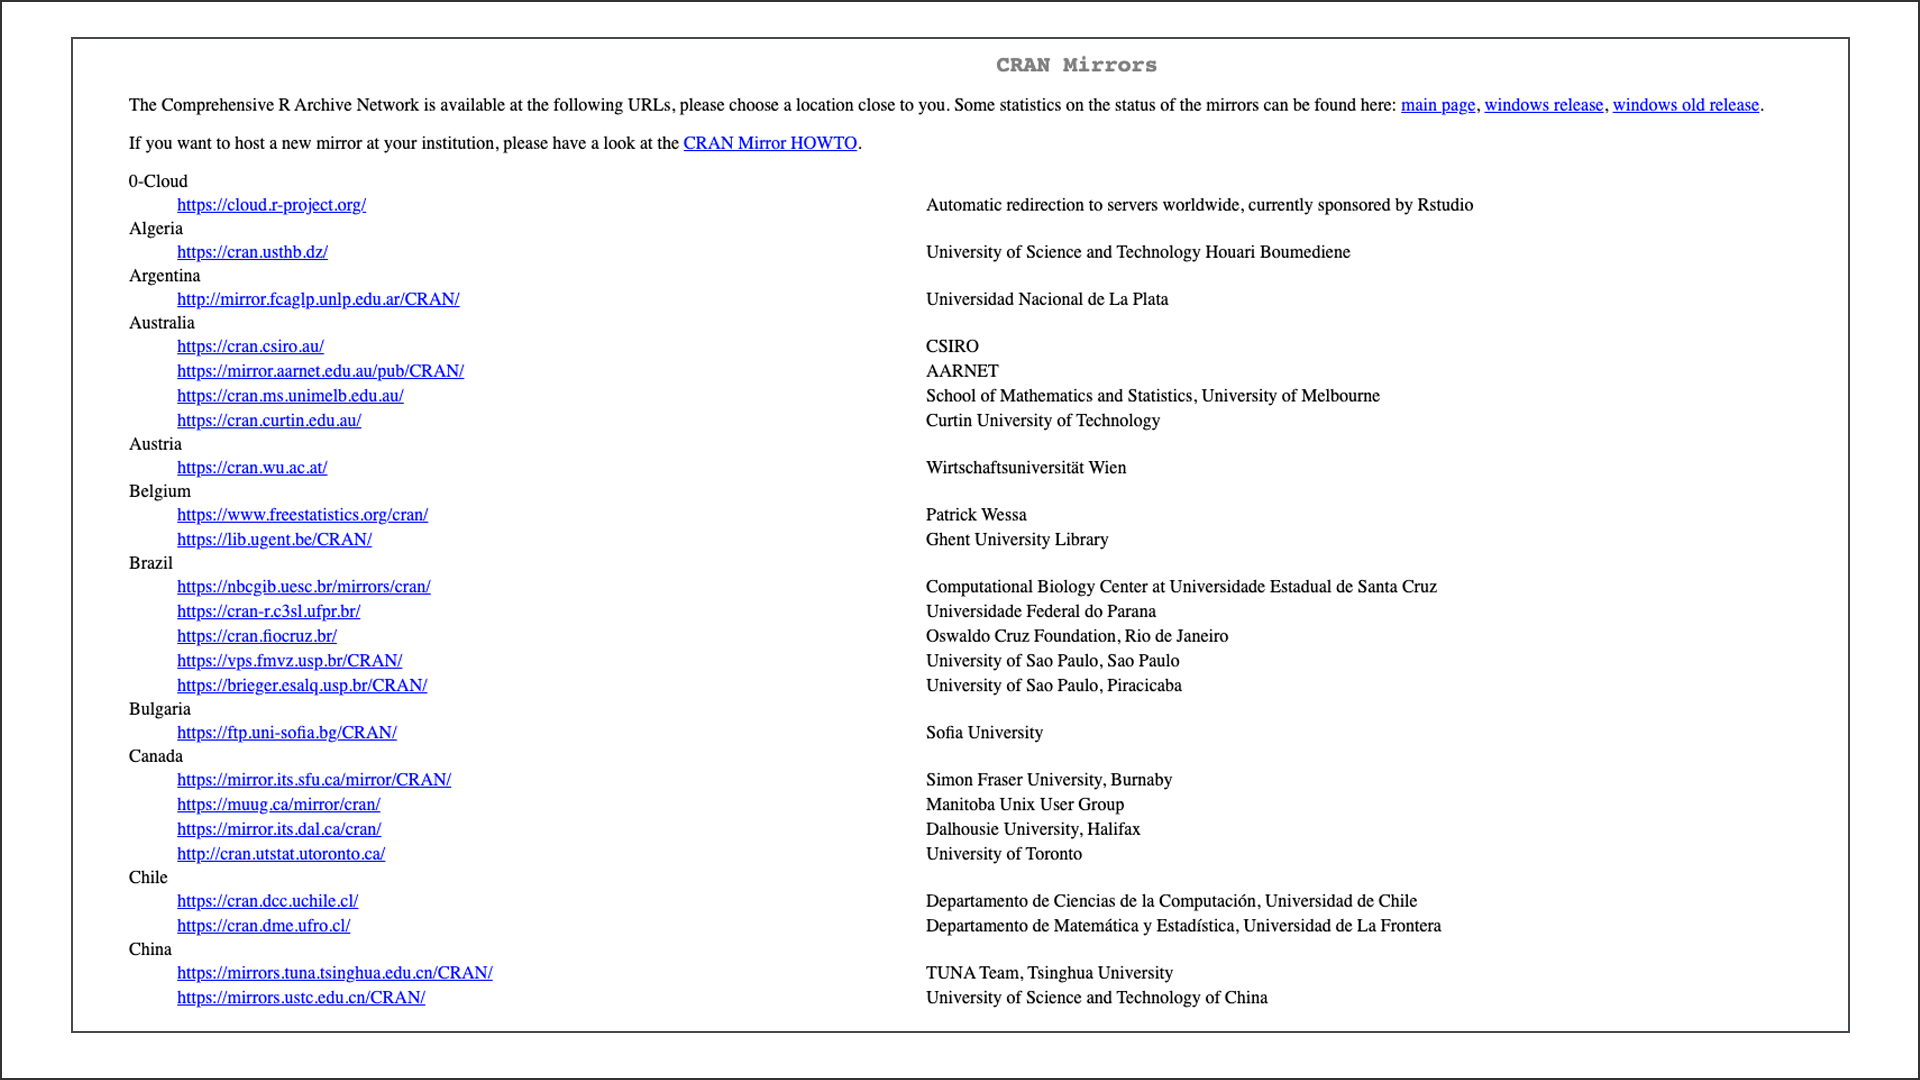 CRAN Mirrors
The Comprehensive R Archive Network is available at the following URLs, please choose a location close to you. Some statistics on the status of the mirrors can be found here: main page, windows release, windows old release.
If you want to host a new mirror at your institution, please have a look at the CRAN Mirror HOWTO.
0-Cloud
https://cloud.r-project.org/ Automatic redirection to servers worldwide, currently sponsored by Rstudio
Algeria
https://cran.usthb.dz/ University of Science and Technology Houari Boumediene
Argentina
http://mirror.fcaglp.unlp.edu.ar/CRAN/ Universidad Nacional de La Plata
Australia
https://cran.csiro.au/ CSIRO
https://mirror.aarnet.edu.au/pub/CRAN/ AARNET
https://cran.ms.unimelb.edu.au/ School of Mathematics and Statistics, University of Melbourne
https://cran.curtin.edu.au/ Curtin University of Technology
Austria
https://cran.wu.ac.at/ Wirtschaftsuniversität Wien
Belgium
https://www.freestatistics.org/cran/ Patrick Wessa
https://lib.ugent.be/CRAN/ Ghent University Library
Brazil
https://nbcgib.uesc.br/mirrors/cran/ Computational Biology Center at Universidade Estadual de Santa Cruz
https://cran-r.c3sl.ufpr.br/ Universidade Federal do Parana
https://cran.fiocruz.br/ Oswaldo Cruz Foundation, Rio de Janeiro
https://vps.fmvz.usp.br/CRAN/ University of Sao Paulo, Sao Paulo
https://brieger.esalq.usp.br/CRAN/ University of Sao Paulo, Piracicaba
Bulgaria
https://ftp.uni-sofia.bg/CRAN/ Sofia University
Canada
https://mirror.its.sfu.ca/mirror/CRAN/ Simon Fraser University, Burnaby
https://muug.ca/mirror/cran/ Manitoba Unix User Group
https://mirror.its.dal.ca/cran/ Dalhousie University, Halifax
http://cran.utstat.utoronto.ca/ University of Toronto
Chile
https://cran.dcc.uchile.cl/ Departamento de Ciencias de la Computación, Universidad de Chile
https://cran.dme.ufro.cl/ Departamento de Matemática y Estadística, Universidad de La Frontera
China
https://mirrors.tuna.tsinghua.edu.cn/CRAN/ TUNA Team, Tsinghua University
https://mirrors.ustc.edu.cn/CRAN/ University of Science and Technology of China